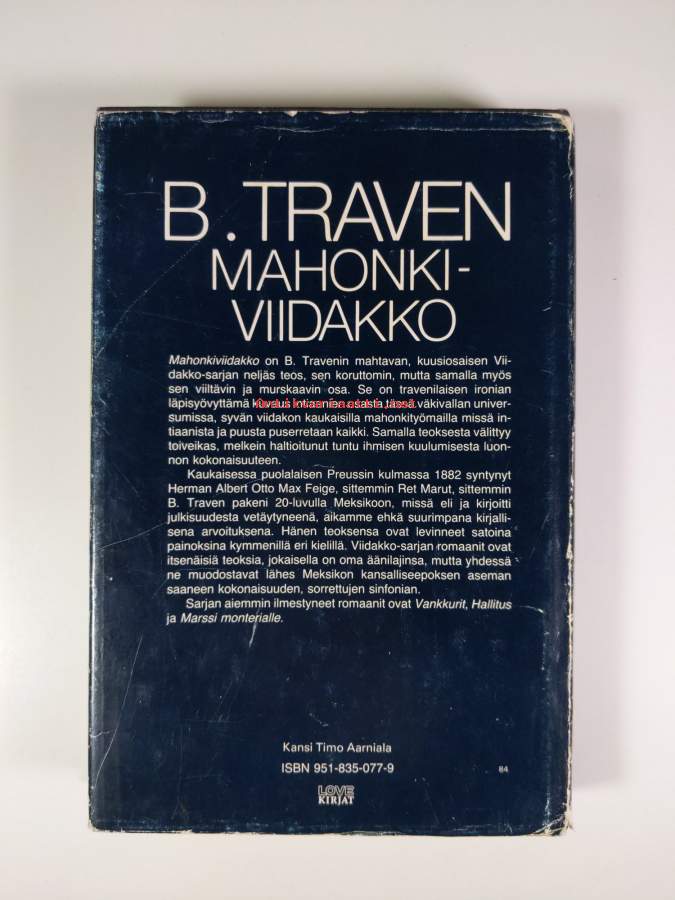 B. TRAVEN
MAHONKI-
VIIDAKKO
Mahonkiviidakko on B. Travenin mahtavan, kuusiosaisen Vii-
dakko-sarjan neljäs teos, sen koruttomin, mutta samalla myös
sen viiltävin ja murskaavin osa. Se on travenilaisen ironian
läpisyövyttämä kuvaus intiaanien asiasta tässä väkivallan univer-
sumissa, syvän viidakon kaukaisilla mahonkityömailla missä in-
tiaanista ja puusta puserretaan kaikki. Samalla teoksesta välittyy
toiveikas, melkein haltioitunut tuntu ihmisen kuulumisesta luon-
non kokonaisuuteen.
Kaukaisessa puolalaisen Preussin kulmassa 1882 syntynyt
Herman Albert Otto Max Feige, sittemmin Ret Marut, sittemmin
B. Traven pakeni 20-luvulla Meksikoon, missä eli ja kirjoitti
julkisuudesta vetäytyneenä, aikamme ehkä suurimpana kirjalli-
sena arvoituksena. Hänen teoksensa ovat levinneet satoina
painoksina kymmenillä eri kielillä. Viidakko-sarjan romaanit ovat
itsenäisiä teoksia, jokaisella on oma äänilajinsa, mutta yhdessä
ne muodostavat lähes Meksikon kansalliseepoksen aseman
saaneen kokonaisuuden, sorrettujen sinfonian.
Sarjan aiemmin ilmestyneet romaanit ovat Vankkurit, Hallitus
ja Marssi monterialle.
Kansi Timo Aarniala
ISBN 951-835-077-9
84
LOVE
KIRJAT